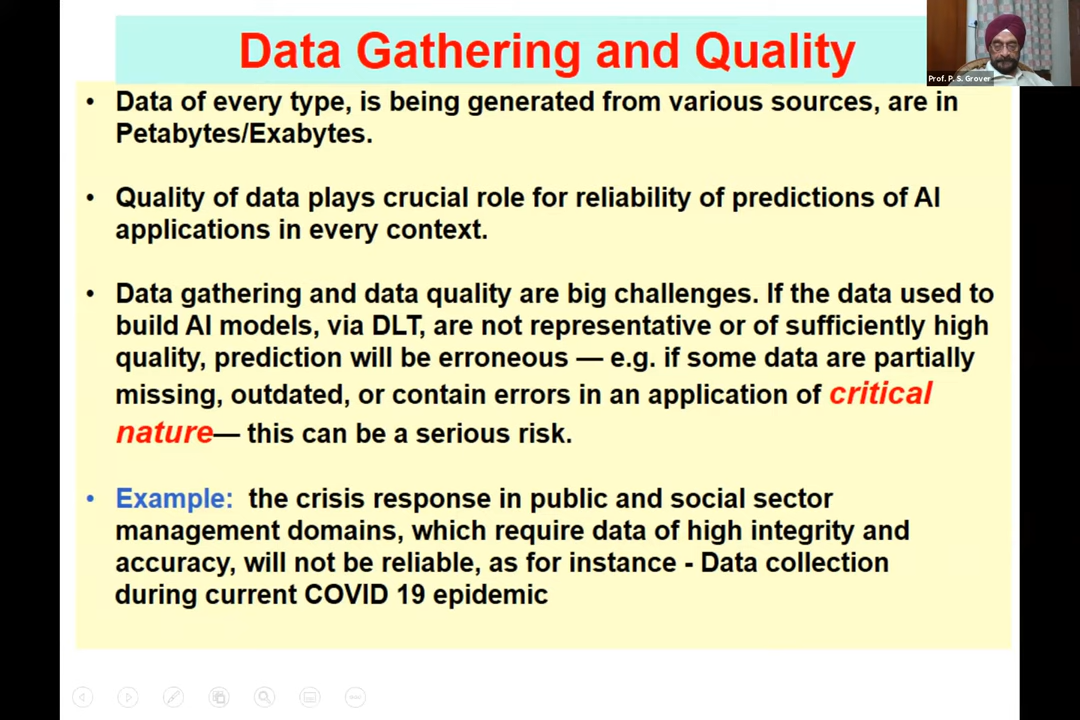 Data Gathering and Quality
Prof. P. S. Grover
• Data of every type, is being generated from various sources, are in
Petabytes/Exabytes.
• Quality of data plays crucial role for reliability of predictions of AI
applications in every context.
• Data gathering and data quality are big challenges. If the data used to
build AI models, via DLT, are not representative or of sufficiently high
quality, prediction will be erroneous — e.g. if some data are partially
missing, outdated, or contain errors in an application of critical
nature— this can be a serious risk.
• Example: the crisis response in public and social sector
management domains, which require data of high integrity and
accuracy, will not be reliable, as for instance - Data collection
during current COVID 19 epidemic